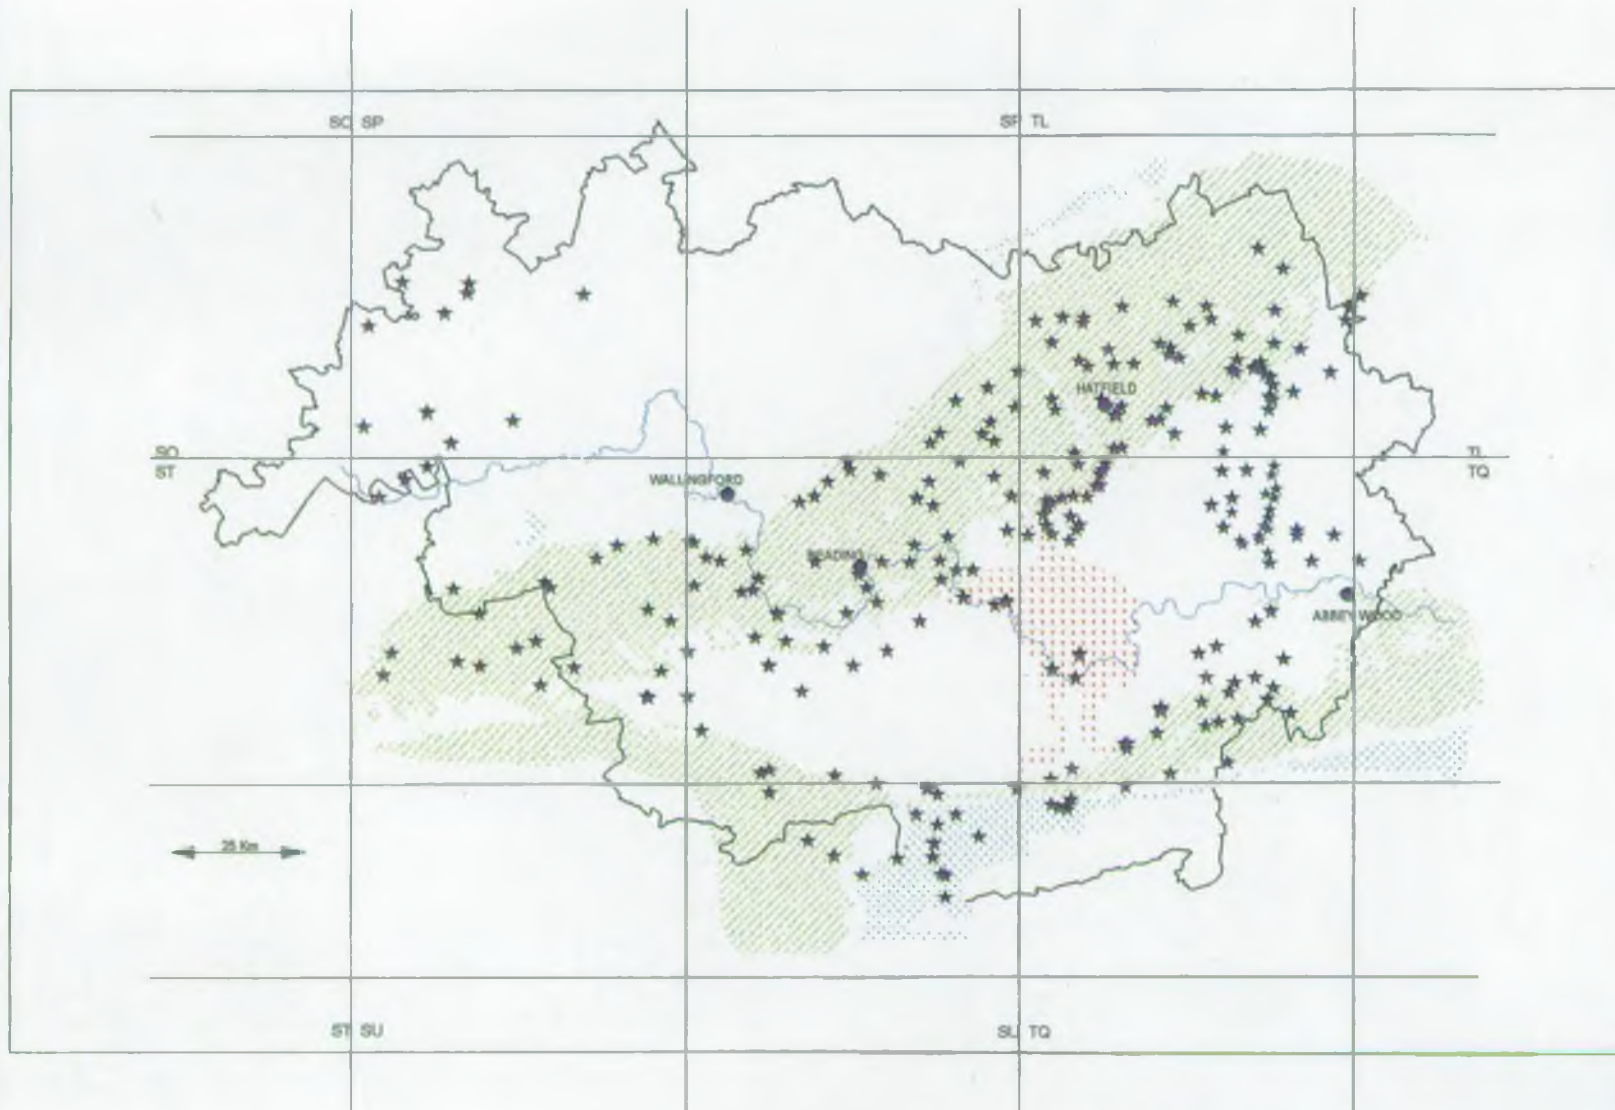 SO SP
SP TL
HATFIELD
SO
ST
TL
TQ
WALLINGFORD
READING
ABBEY WOOD
25 Km
ST SU
SU TQ